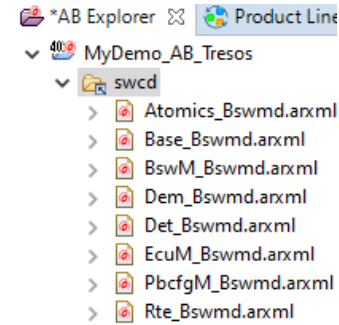 *AB Explorer Product Line
MyDemo_AB_Tresos
swcd
Atomics_Bswmd.arxml
Base_Bswmd.arxml
BswM_Bswmd.arxml
Dem_Bswmd.arxml
Det_Bswmd.arxml
EcuM_Bswmd.arxml
PbcfgM_Bswmd.arxml
Rte_Bswmd.arxml